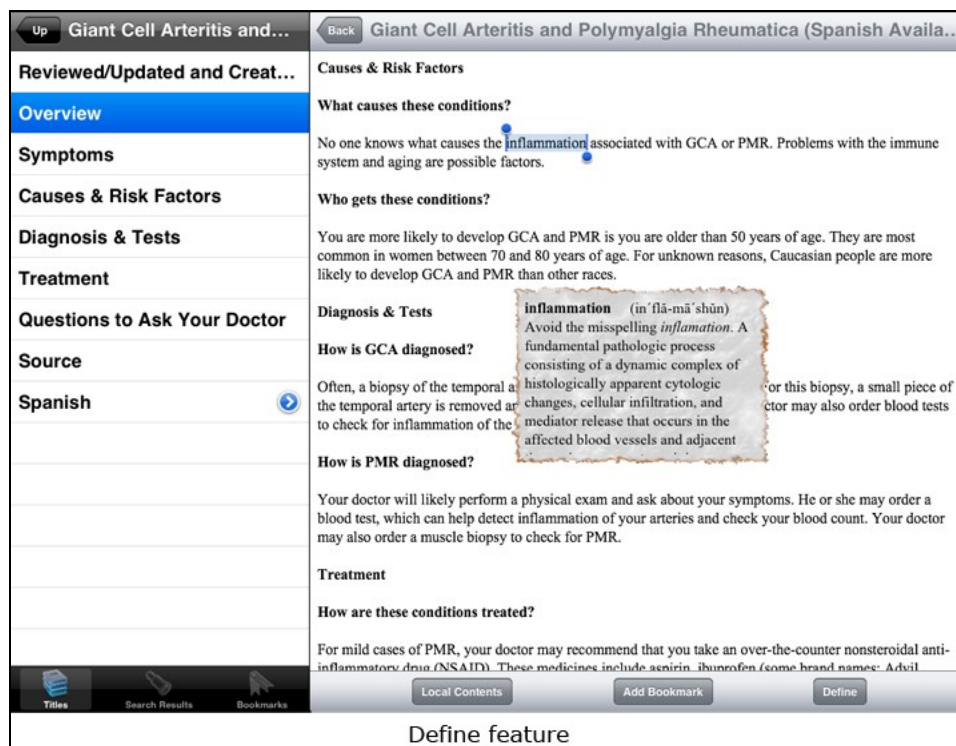 Up
Giant Cell Arteritis and...
Reviewed/Updated and Creat...
Overview
Symptoms
Causes & Risk Factors
Diagnosis & Tests
Treatment
Questions to Ask Your Doctor
Source
Spanish
Titles
Search Results
Bookmarks
Back
Giant Cell Arteritis and Polymyalgia Rheumatica (Spanish Availa...
Causes & Risk Factors
What causes these conditions?
No one knows what causes the inflammation associated with GCA or PMR. Problems with the immune
system and aging are possible factors.
Who gets these conditions?
You are more likely to develop GCA and PMR is you are older than 50 years of age. They are most
common in women between 70 and 80 years of age. For unknown reasons, Caucasian people are more
likely to develop GCA and PMR than other races.
Diagnosis & Tests
How is GCA diagnosed?
Often, a biopsy of the temporal or this biopsy, a small piece of
the temporal artery is removed ctor may also order blood tests
to check for inflammation of the
inflammation (in´flă-mā´shŭn)
Avoid the misspelling inflamation. A
fundamental pathologic process
consisting of a dynamic complex of
histologically apparent cytologic
changes, cellular infiltration, and
mediator release that occurs in the
affected blood vessels and adjacent
How is PMR diagnosed?
Your doctor will likely perform a physical exam and ask about your symptoms. He or she may order a
blood test, which can help detect inflammation of your arteries and check your blood count. Your doctor
may also order a muscle biopsy to check for PMR.
Treatment
How are these conditions treated?
For mild cases of PMR, your doctor may recommend that you take an over-the-counter nonsteroidal anti-
inflammatory drug (NSAID). These medicines include aspirin, ibuprofen (some brand names: Advil
Local Contents
Add Bookmark
Define
Define feature